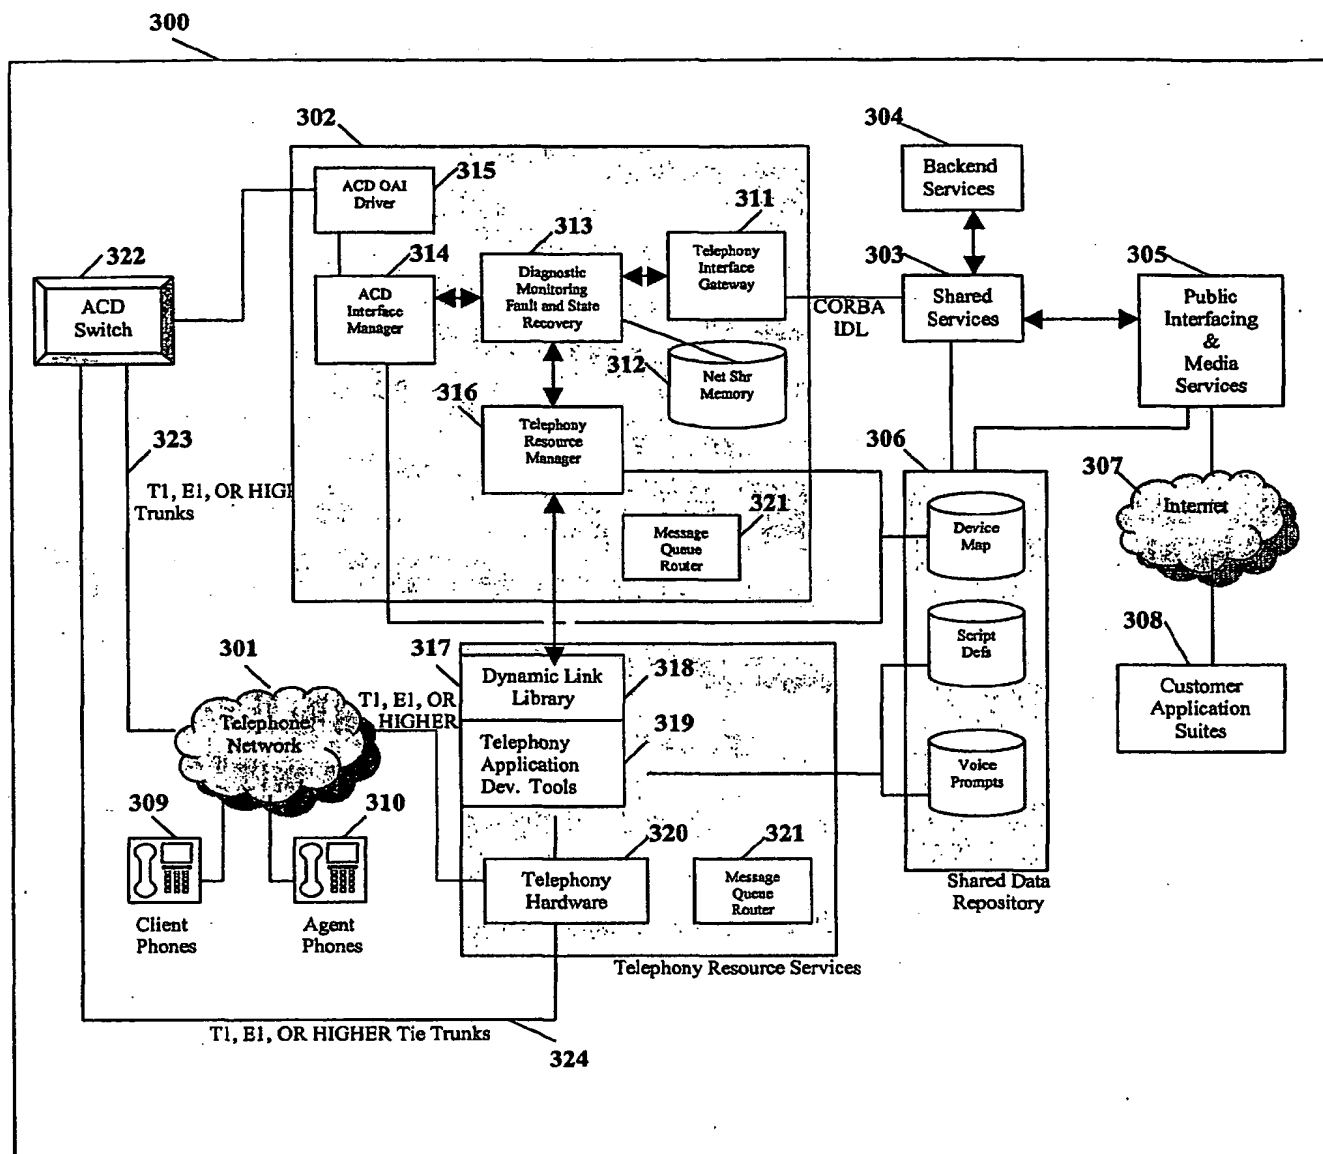 300
302
304
Backend
Services
315
ACD OAI
Driver
311
313
Telephony
Interface
Gateway
322
314
Diagnostic
Monitoring
Fault and State
Recovery
303
305
ACD
Switch
ACD
Interface
Manager
CORBA
IDL
Shared
Services
Public
Interfacing
&
Media
Services
312
Net Shr
Memory
316
Telephony
Resource
Manager
323
T1, E1, OR HIGH
Trunks
306
307
Internet
321
Message
Queue
Router
Device
Map
Script
Defs
308
Customer
Application
Suites
301
Telephone
Network
317
T1, E1, OR
HIGHER
Dynamic Link
Library
318
Telephony
Application
Dev. Tools
319
Voice
Prompts
309
310
Client
Phones
Agent
Phones
320
Telephony
Hardware
321
Message
Queue
Router
Shared Data
Repository
Telephony Resource Services
T1, E1, OR HIGHER Tie Trunks
324